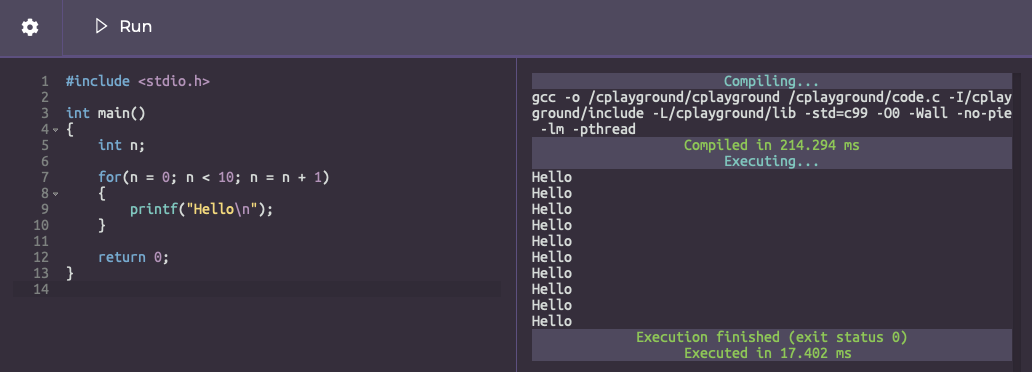 Run
1 #include <stdio.h>
2
3 int main()
4 {
5     int n;
6
7     for(n = 0; n < 10; n = n + 1)
8     {
9         printf("Hello\n");
10     }
11
12     return 0;
13 }
14
Compiling...
gcc -o /cplayground/cplayground /cplayground/code.c -I/cplay
ground/include -L/cplayground/lib -std=c99 -O0 -Wall -no-pie
 -lm -pthread
Compiled in 214.294 ms
Executing...
Hello
Hello
Hello
Hello
Hello
Hello
Hello
Hello
Hello
Hello
Execution finished (exit status 0)
Executed in 17.402 ms